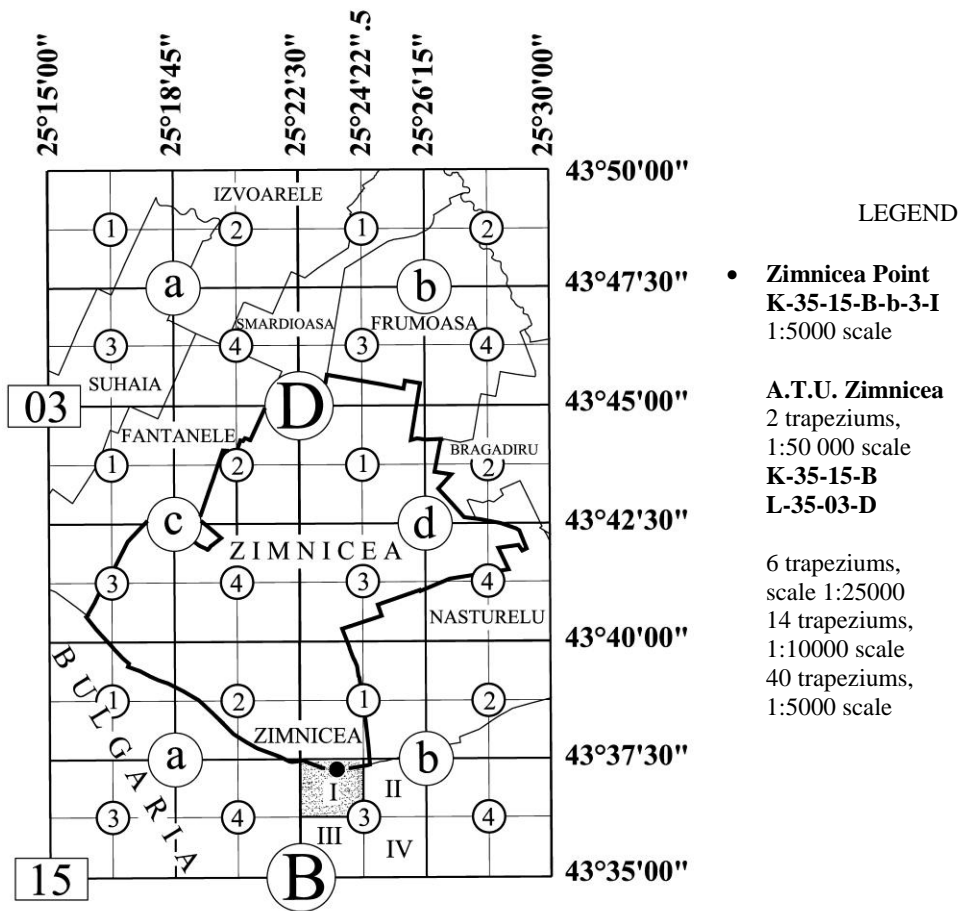 25°15'00"
25°18'45"
25°22'30"
25°24'22".5
25°26'15"
25°30'00"
43°50'00"
IZVOARELE
1
2
1
2
a
b
43°47'30"
SMARDIOASA
FRUMOASA
3
4
3
4
SUHAIA
03
D
43°45'00"
FANTANELE
BRAGADIRU
1
2
1
2
c
d
43°42'30"
ZIMNICEA
3
4
3
4
NASTURELU
43°40'00"
BULGARIA
1
2
1
2
ZIMNICEA
a
b
43°37'30"
I
II
3
4
3
4
III
IV
15
B
43°35'00"
LEGEND
• Zimnicea Point
K-35-15-B-b-3-I
1:5000 scale
A.T.U. Zimnicea
2 trapeziums,
1:50 000 scale
K-35-15-B
L-35-03-D
6 trapeziums,
scale 1:25000
14 trapeziums,
1:10000 scale
40 trapeziums,
1:5000 scale